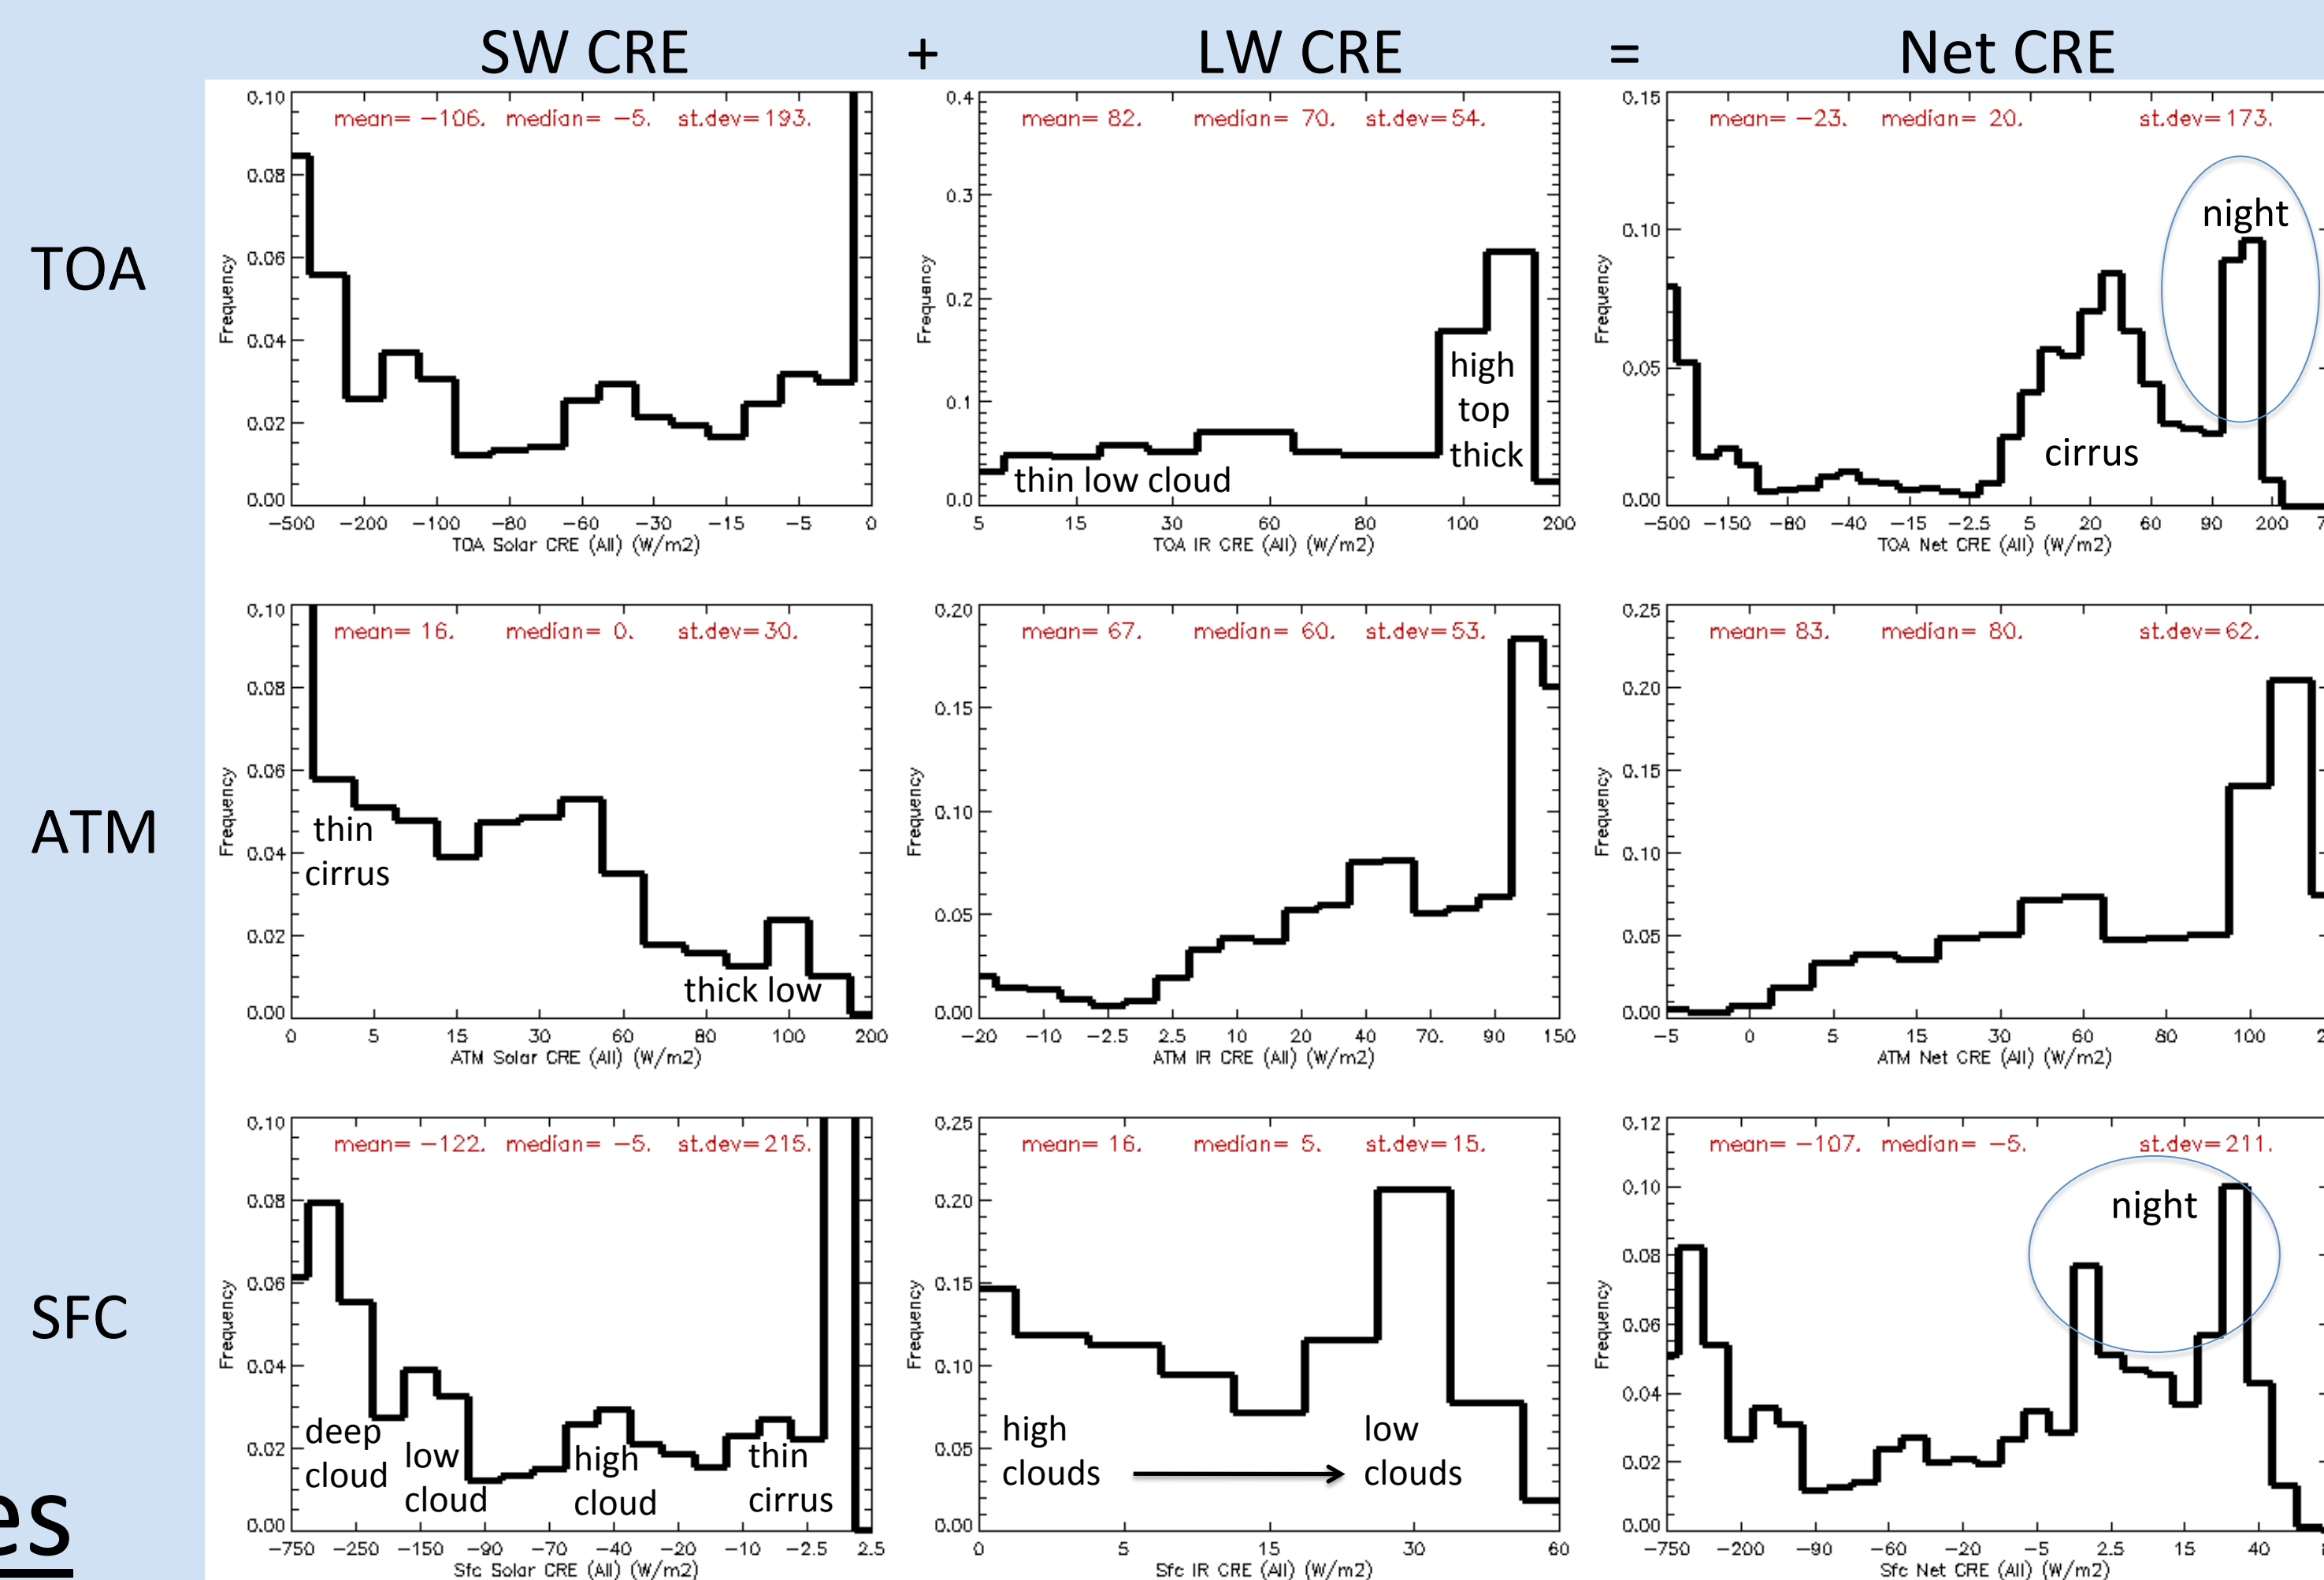 SW CRE + LW CRE = Net CRE
TOA
mean= −106. median= −5. st.dev=193.
0.10
0.08
0.06
0.04
0.02
0.00
Frequency
−500 −200 −100 −80 −60 −30 −15 −5 0
TOA Solar CRE (All) (W/m2)
mean= 82. median= 70. st.dev=54.
0.4
0.3
0.2
0.1
0.0
Frequency
high
top
thick
thin low cloud
5 15 30 60 80 100 200
TOA IR CRE (All) (W/m2)
mean= −23. median= 20. st.dev=173.
0.15
0.10
0.05
0.00
Frequency
night
cirrus
−500 −150 −80 −40 −15 −2.5 5 20 60 90 200
TOA Net CRE (All) (W/m2)
ATM
mean= 16. median= 0. st.dev=30.
0.10
0.08
0.06
0.04
0.02
0.00
Frequency
thin
cirrus
thick low
0 5 15 30 60 80 100 200
ATM Solar CRE (All) (W/m2)
mean= 67. median= 60. st.dev=53.
0.20
0.15
0.10
0.05
0.00
Frequency
−20 −10 −2.5 2.5 10 20 40 70. 90 150
ATM IR CRE (All) (W/m2)
mean= 83. median= 80. st.dev=62.
0.25
0.20
0.15
0.10
0.05
0.00
Frequency
−5 0 5 15 30 60 80 100
ATM Net CRE (All) (W/m2)
SFC
mean= −122. median= −5. st.dev=215.
0.10
0.08
0.06
0.04
0.02
0.00
Frequency
deep
cloud
low
cloud
high
cloud
thin
cirrus
−750 −250 −150 −90 −70 −40 −20 −10 −2.5 2.5
Sfc Solar CRE (All) (W/m2)
mean= 16. median= 5. st.dev=15.
0.25
0.20
0.15
0.10
0.05
0.00
Frequency
high
clouds
low
clouds
0 5 15 30 60
Sfc IR CRE (All) (W/m2)
mean= −107. median= −5. st.dev=211.
0.12
0.10
0.08
0.06
0.04
0.02
0.00
Frequency
night
−750 −200 −90 −60 −20 −5 2.5 15 40
Sfc Net CRE (All) (W/m2)
es